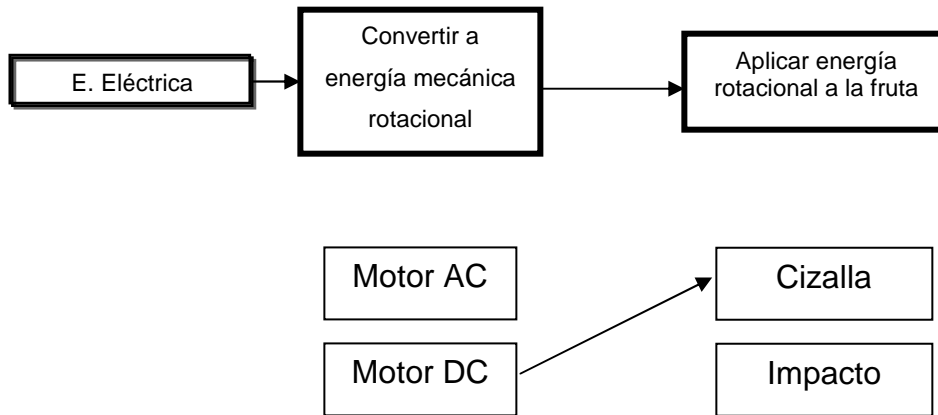 E. Eléctrica
Convertir a
energía mecánica
rotacional
Aplicar energía
rotacional a la fruta
Motor AC
Cizalla
Motor DC
Impacto